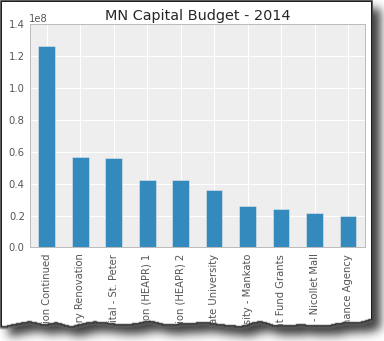 MN Capital Budget - 2014
1e8
1.4
1.2
1.0
0.8
0.6
0.4
0.2
0.0
ion Continued
ry Renovation
ital - St. Peter
on (HEAPR) 1
ion (HEAPR) 2
ate University
sity - Mankato
t Fund Grants
- Nicollet Mall
nance Agency